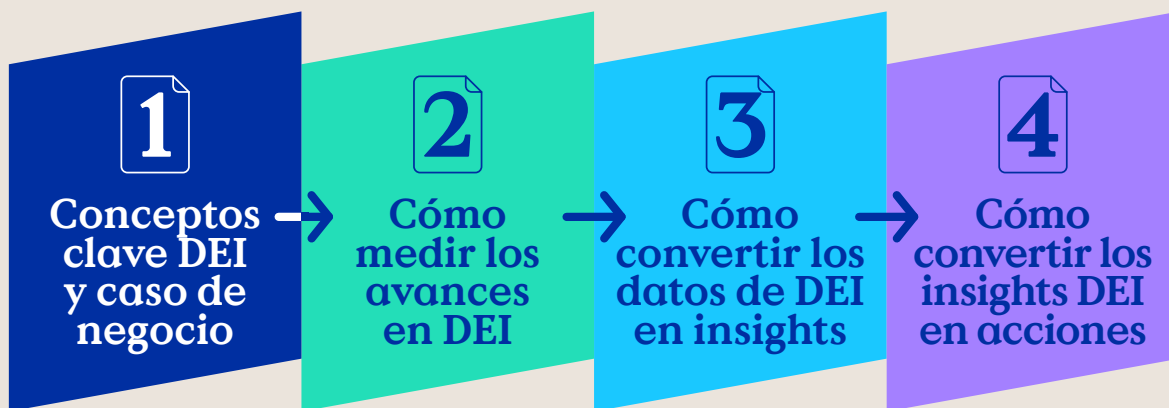 1
Conceptos
clave DEI
y caso de
negocio
2
Cómo
medir los
avances
en DEI
3
Cómo
convertir los
datos de DEI
en insights
4
Cómo
convertir los
insights DEI
en acciones